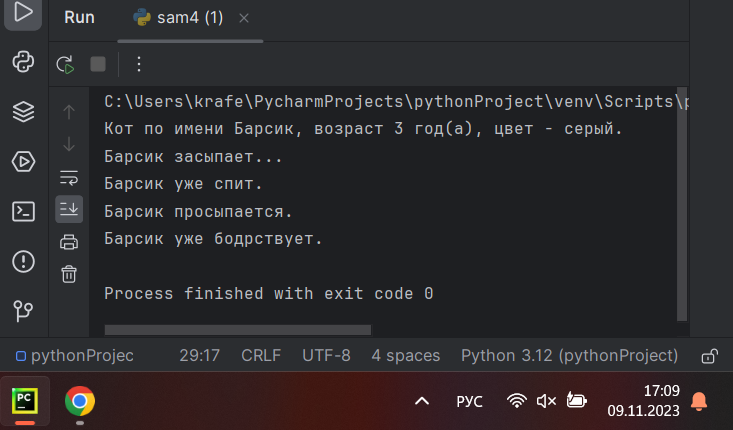 Run
sam4 (1)
C:\Users\krafe\PycharmProjects\pythonProject\venv\Scripts\p
Кот по имени Барсик, возраст 3 год(а), цвет - серый.
Барсик засыпает...
Барсик уже спит.
Барсик просыпается.
Барсик уже бодрствует.
Process finished with exit code 0
pythonProjec 29:17 CRLF UTF-8 4 spaces Python 3.12 (pythonProject)
PC РУС 17:09
09.11.2023